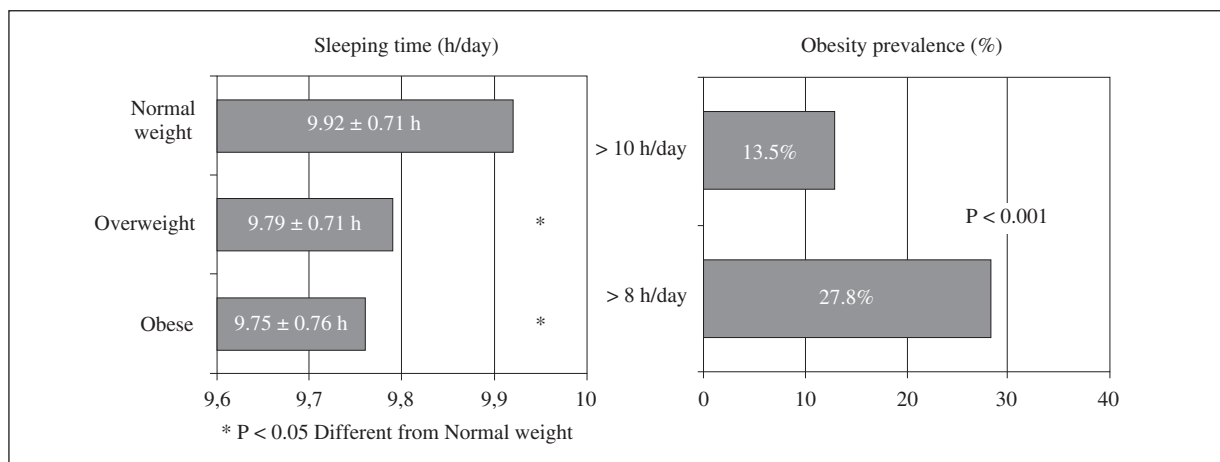 Sleeping time (h/day)
Normal
weight
9.92 ± 0.71 h
Overweight
9.79 ± 0.71 h
*
Obese
9.75 ± 0.76 h
*
9,6 9,7 9,8 9,9 10
* P < 0.05 Different from Normal weight
Obesity prevalence (%)
> 10 h/day
13.5%
P < 0.001
> 8 h/day
27.8%
0 10 20 30 40